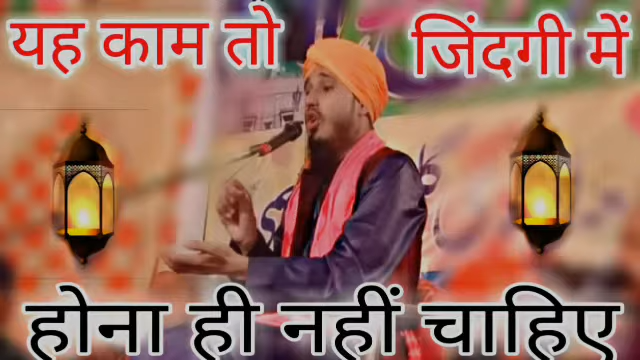 यह काम तो जिंदगी में
होना ही नहीं चाहिए